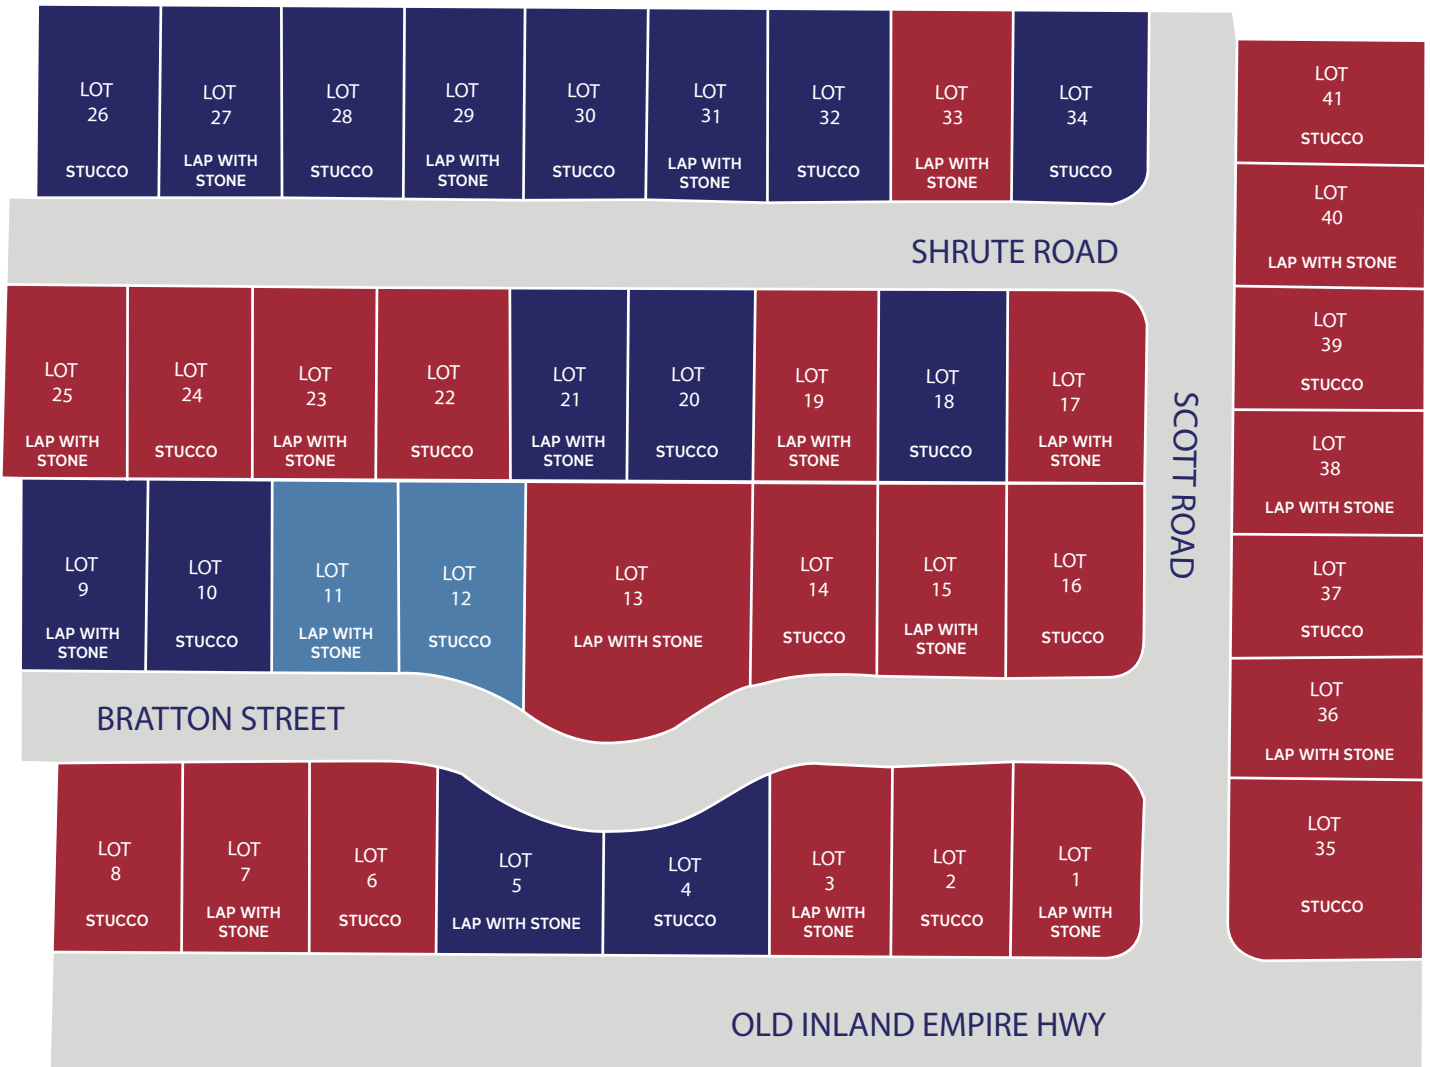 LOT
26
STUCCO
LOT
27
LAP WITH
STONE
LOT
28
STUCCO
LOT
29
LAP WITH
STONE
LOT
30
STUCCO
LOT
31
LAP WITH
STONE
LOT
32
STUCCO
LOT
33
LAP WITH
STONE
LOT
34
STUCCO
LOT
41
STUCCO
LOT
40
LAP WITH STONE
SHRUTE ROAD
LOT
25
LAP WITH
STONE
LOT
24
STUCCO
LOT
23
LAP WITH
STONE
LOT
22
STUCCO
LOT
21
LAP WITH
STONE
LOT
20
STUCCO
LOT
19
LAP WITH
STONE
LOT
18
STUCCO
LOT
17
LAP WITH
STONE
SCOTT ROAD
LOT
39
STUCCO
LOT
38
LAP WITH STONE
LOT
9
LAP WITH
STONE
LOT
10
STUCCO
LOT
11
LAP WITH
STONE
LOT
12
STUCCO
LOT
13
LAP WITH STONE
LOT
14
STUCCO
LOT
15
LAP WITH
STONE
LOT
16
STUCCO
LOT
37
STUCCO
LOT
36
LAP WITH STONE
BRATTON STREET
LOT
8
STUCCO
LOT
7
LAP WITH
STONE
LOT
6
STUCCO
LOT
5
LAP WITH STONE
LOT
4
STUCCO
LOT
3
LAP WITH
STONE
LOT
2
STUCCO
LOT
1
LAP WITH
STONE
LOT
35
STUCCO
OLD INLAND EMPIRE HWY